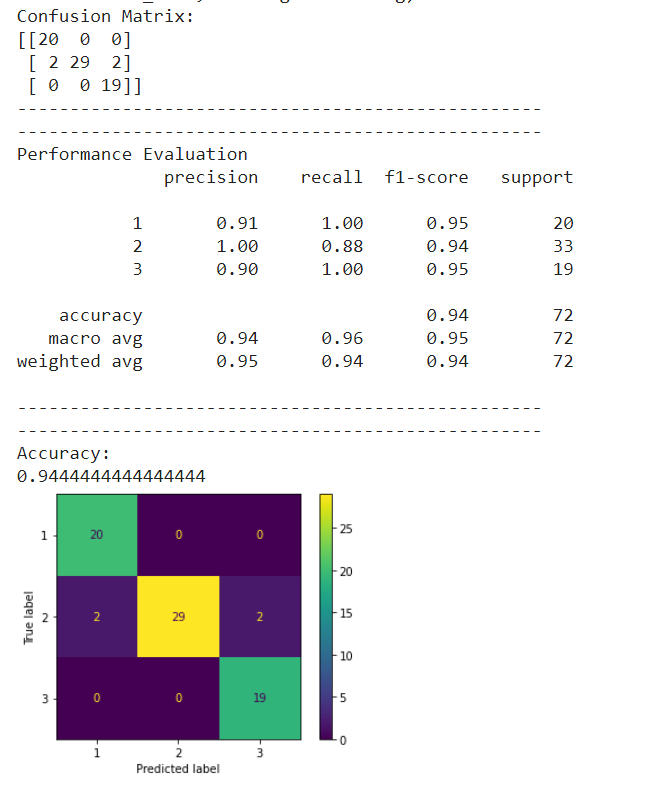 Confusion Matrix:
[[20  0  0]
 [ 2 29  2]
 [ 0  0 19]]
--------------------------------------------------
--------------------------------------------------
Performance Evaluation
              precision    recall  f1-score   support

           1       0.91      1.00      0.95        20
           2       1.00      0.88      0.94        33
           3       0.90      1.00      0.95        19

    accuracy                           0.94        72
   macro avg       0.94      0.96      0.95        72
weighted avg       0.95      0.94      0.94        72

--------------------------------------------------
--------------------------------------------------
Accuracy:
0.9444444444444444
1 20 0 0
2 2 29 2
3 0 0 19
1 2 3
True label
Predicted label
25
20
15
10
5
0